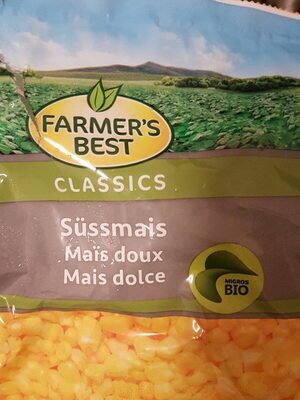 FARMER'S
BEST
CLASSICS
Süssmais
Maïs doux
Mais dolce
MIGROS
BIO